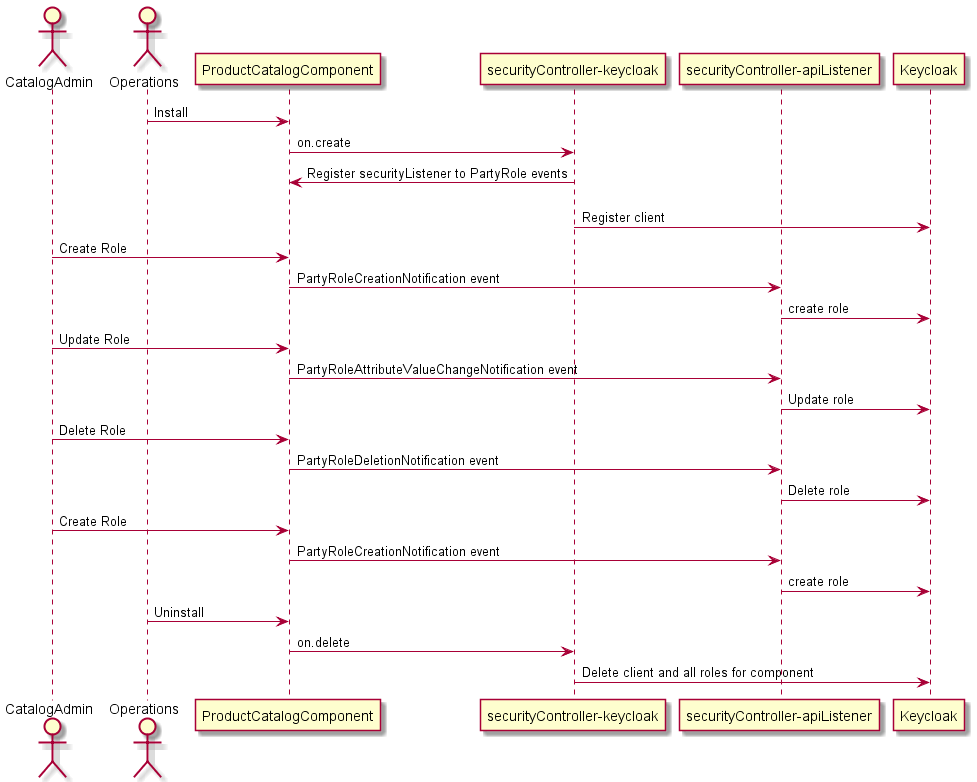 CatalogAdmin
Operations
ProductCatalogComponent
securityController-keycloak
securityController-apiListener
Keycloak
Install
on.create
Register securityListener to PartyRole events
Register client
Create Role
PartyRoleCreationNotification event
create role
Update Role
PartyRoleAttributeValueChangeNotification event
Update role
Delete Role
PartyRoleDeletionNotification event
Delete role
Create Role
PartyRoleCreationNotification event
create role
Uninstall
on.delete
Delete client and all roles for component
CatalogAdmin
Operations
ProductCatalogComponent
securityController-keycloak
securityController-apiListener
Keycloak